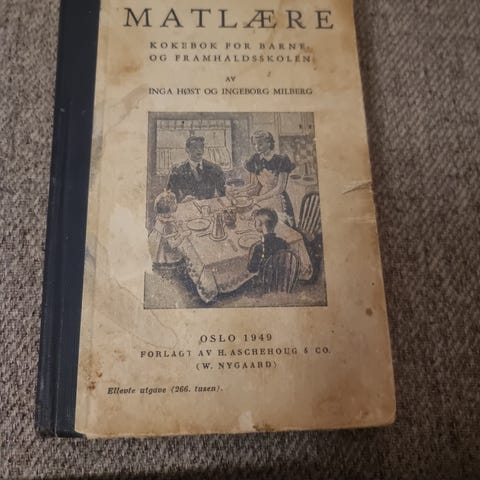 MATLÆRE
KOKEBOK FOR BARNE-
OG FRAMHALDSSKOLEN
AV
INGA HØST OG INGEBORG MILBERG
OSLO 1949
FORLAGT AV H. ASCHEHOUG & CO.
(W. NYGAARD)
Ellevte utgave (266. tusen).